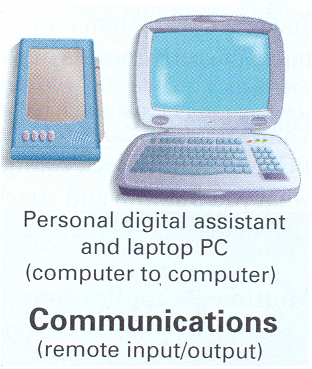 Personal digital assistant
and laptop PC
(computer to computer)
Communications
(remote input/output)